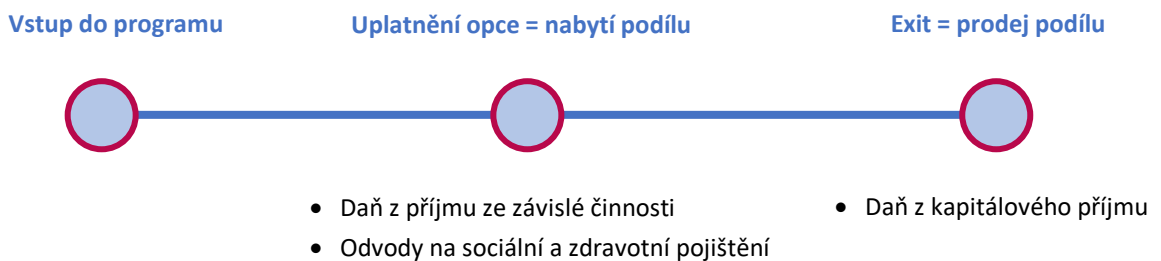 Vstup do programu
Uplatnění opce = nabytí podílu
Exit = prodej podílu
• Daň z příjmu ze závislé činnosti
• Odvody na sociální a zdravotní pojištění
• Daň z kapitálového příjmu